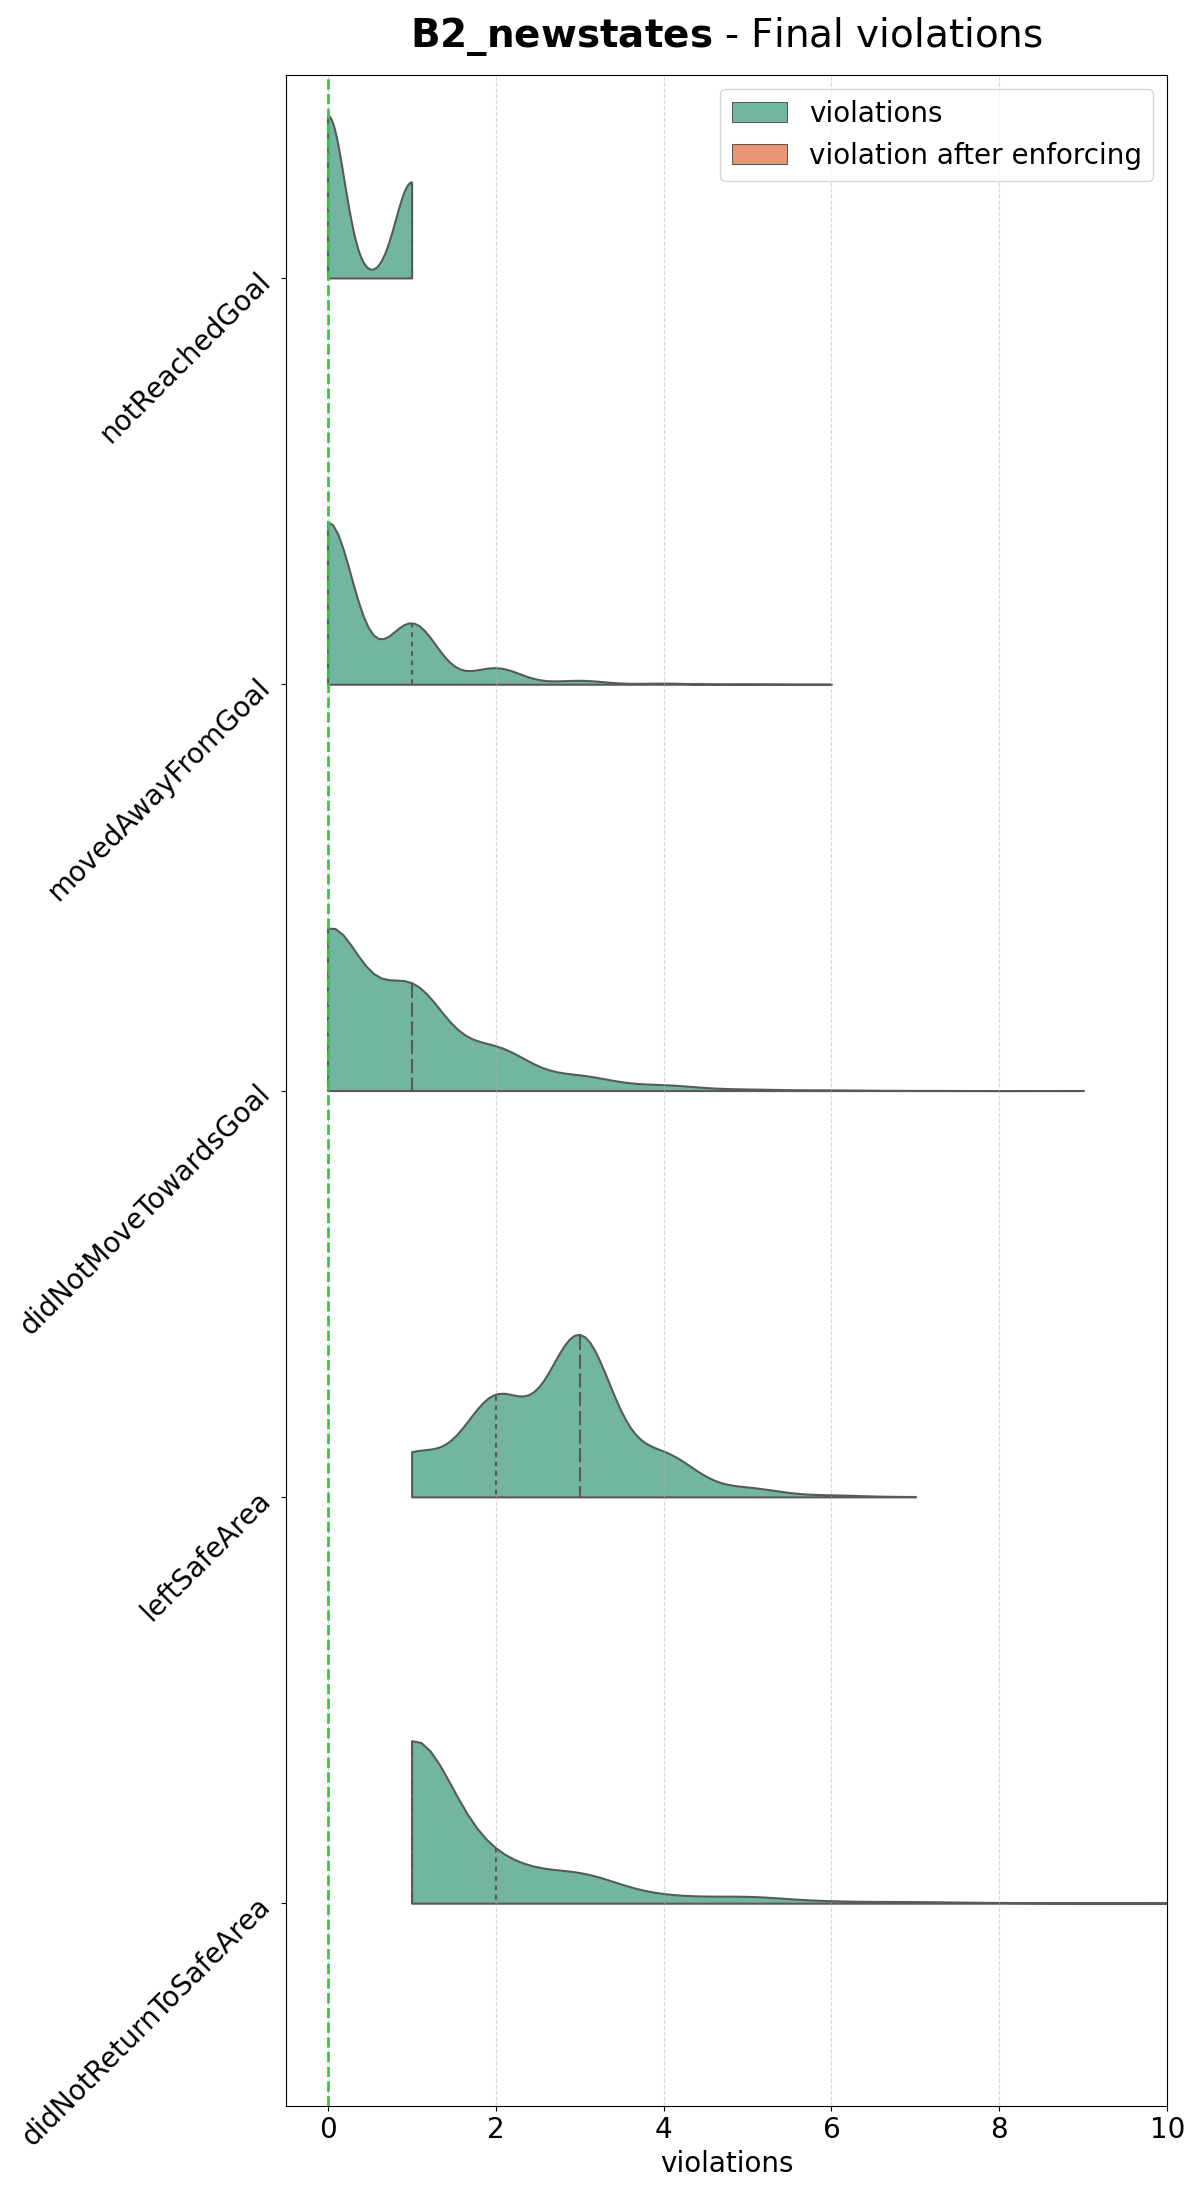 B2_newstates - Final violations
violations
violation after enforcing
notReachedGoal
movedAwayFromGoal
didNotMoveTowardsGoal
leftSafeArea
didNotReturnToSafeArea
0 2 4 6 8 10
violations